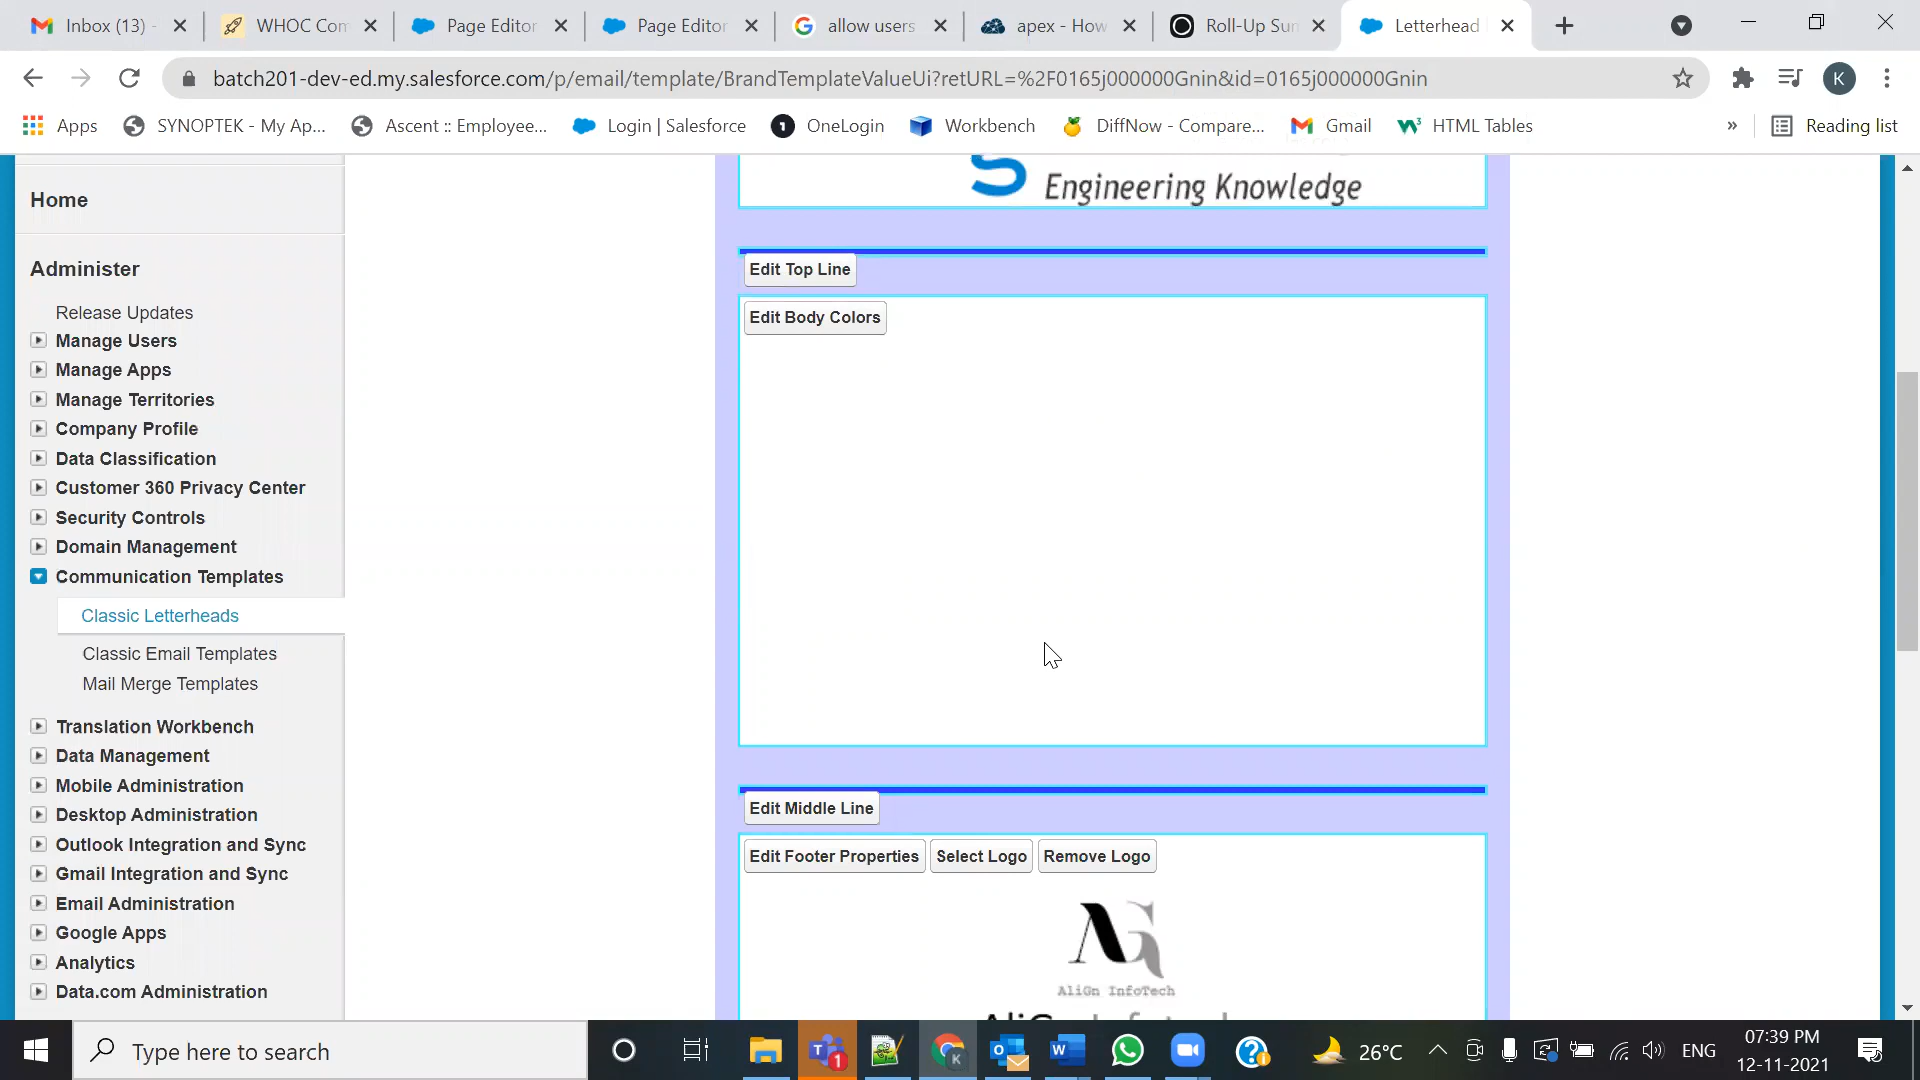 Inbox (13) -
WHOC Com
Page Editor
Page Editor
allow users
apex - How
Roll-Up Sun
Letterhead
batch201-dev-ed.my.salesforce.com/p/email/template/BrandTemplateValueUi?retURL=%2F0165j000000Gnin&id=0165j000000Gnin
K
Apps
SYNOPTEK - My Ap...
Ascent :: Employee...
Login | Salesforce
OneLogin
Workbench
DiffNow - Compare...
Gmail
HTML Tables
»
Reading list
Engineering Knowledge
Home
Administer
Release Updates
Manage Users
Manage Apps
Manage Territories
Company Profile
Data Classification
Customer 360 Privacy Center
Security Controls
Domain Management
Communication Templates
Classic Letterheads
Classic Email Templates
Mail Merge Templates
Translation Workbench
Data Management
Mobile Administration
Desktop Administration
Outlook Integration and Sync
Gmail Integration and Sync
Email Administration
Google Apps
Analytics
Data.com Administration
Edit Top Line
Edit Body Colors
Edit Middle Line
Edit Footer Properties
Select Logo
Remove Logo
AliGn InfoTech
Type here to search
26°C
ENG
07:39 PM
12-11-2021